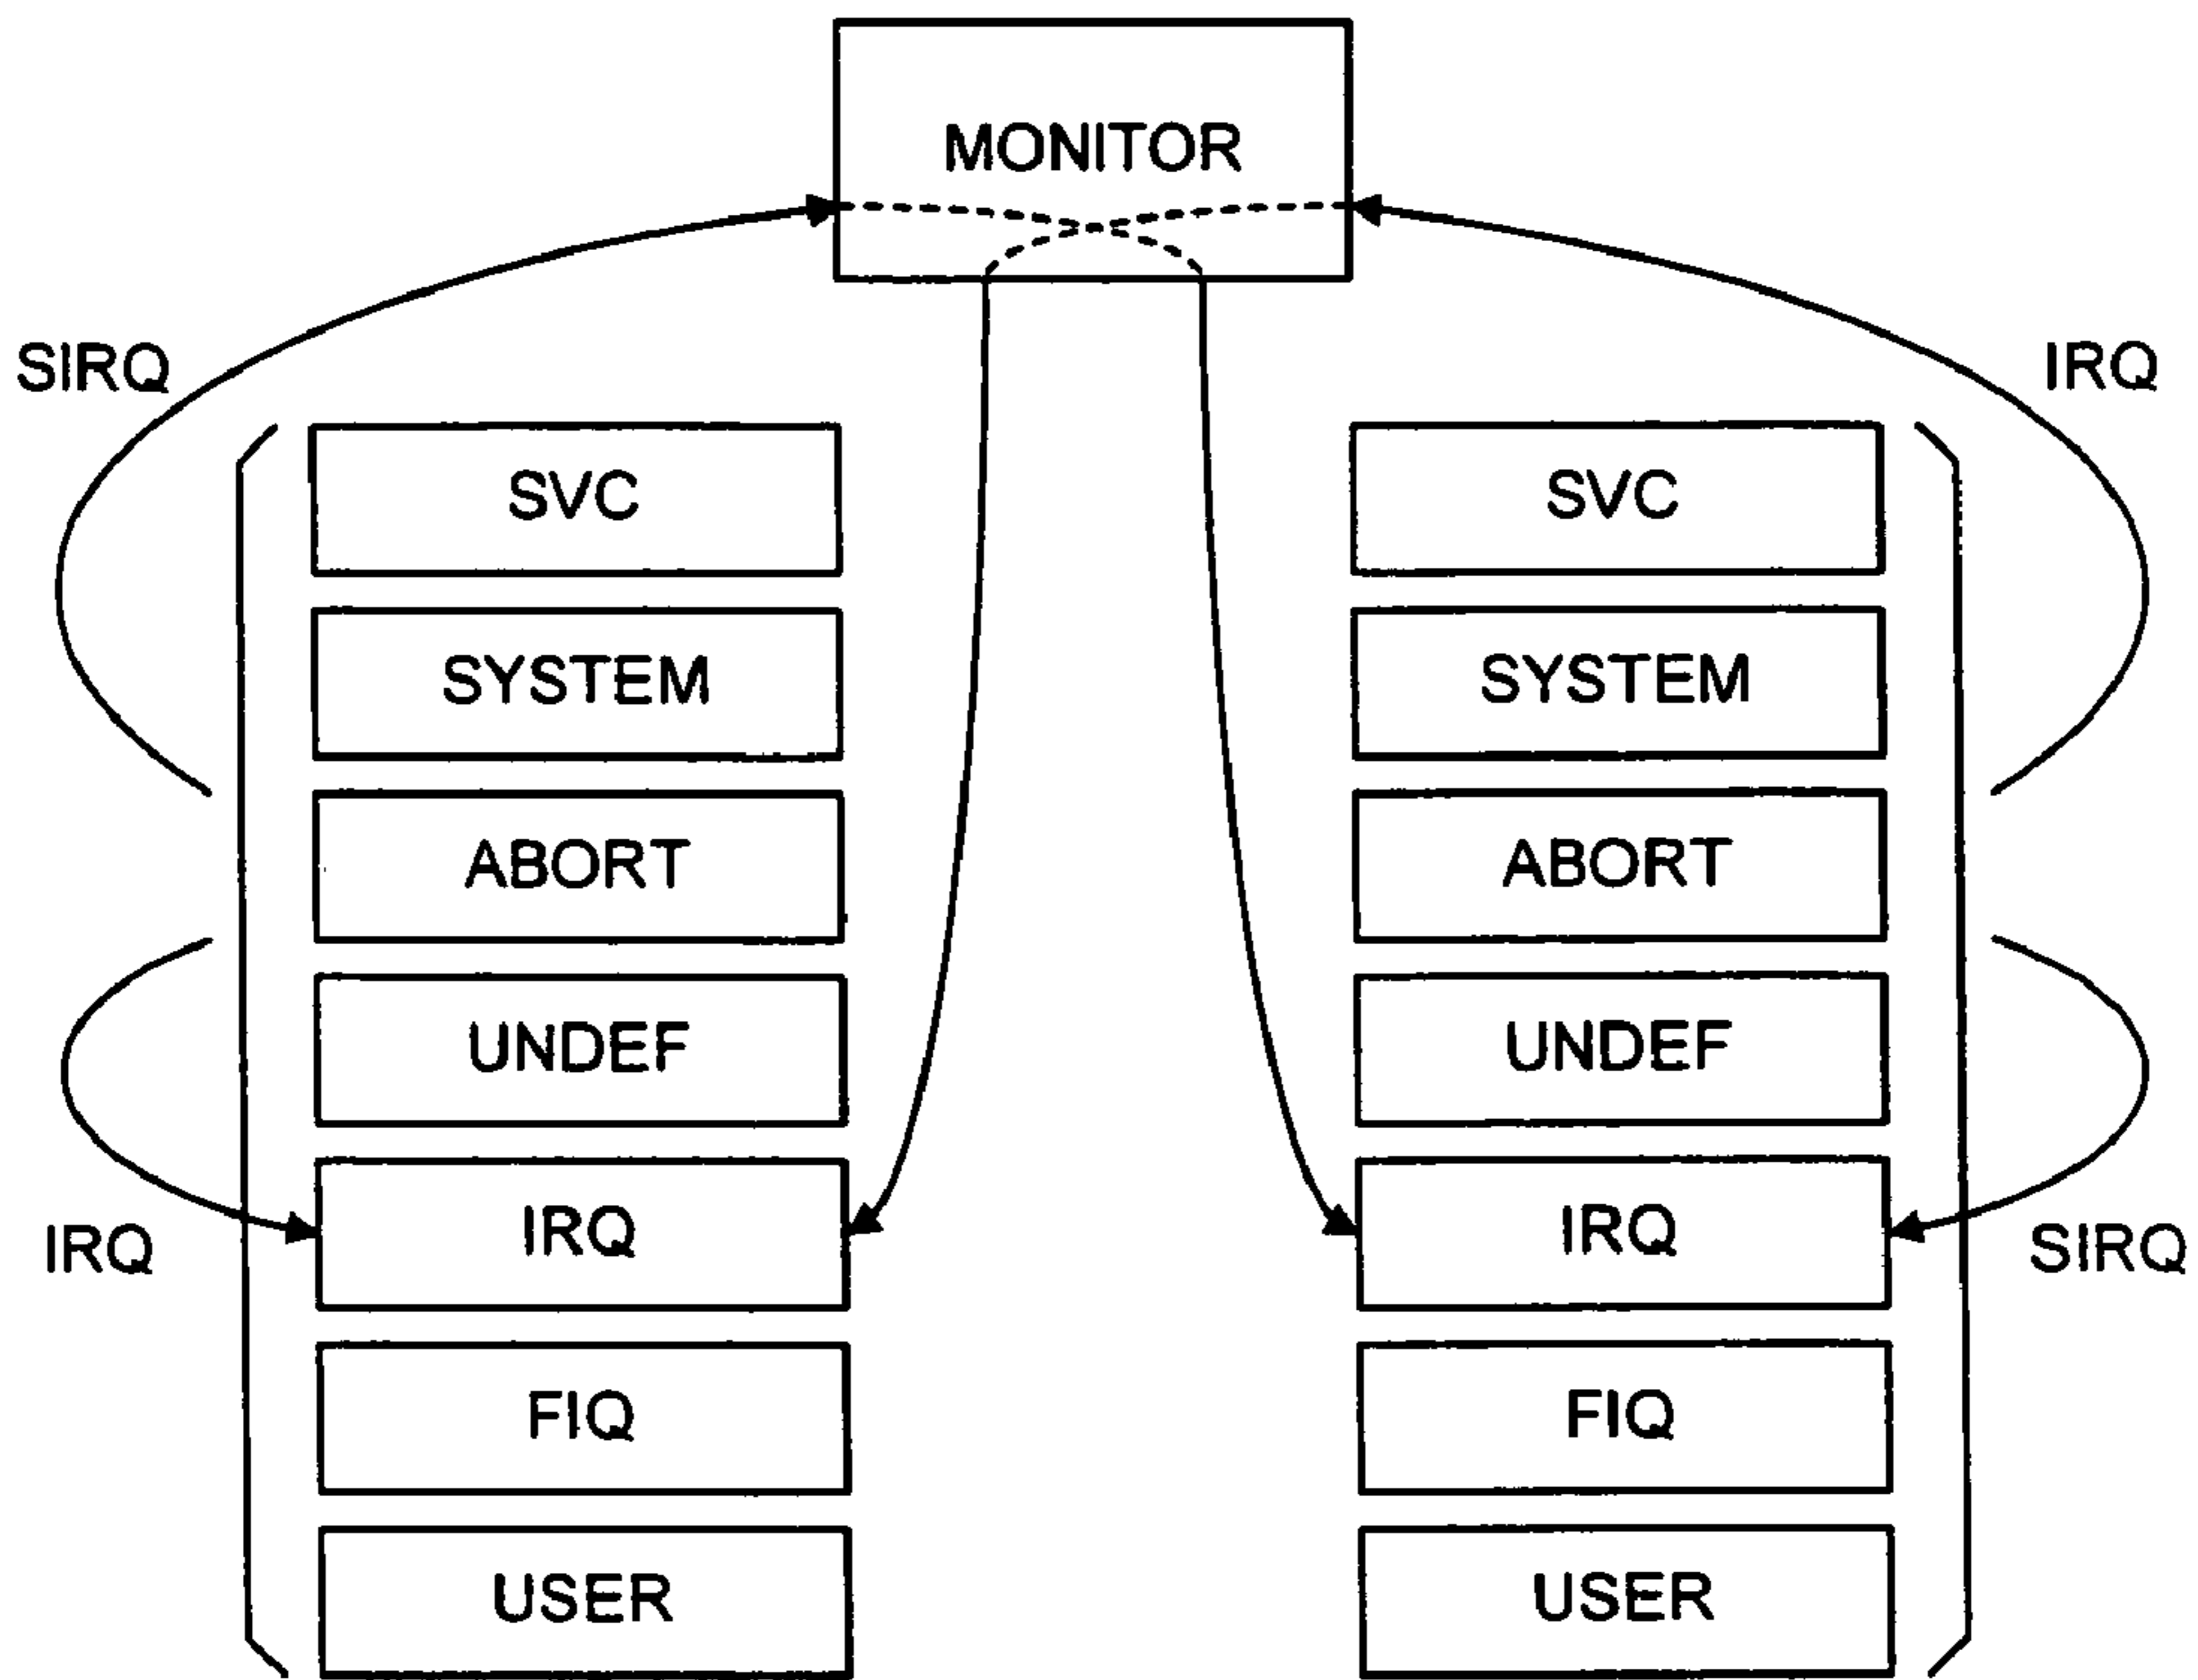 MONITOR
SIRQ
IRQ
SVC
SVC
SYSTEM
SYSTEM
ABORT
ABORT
UNDEF
UNDEF
IRQ
IRQ
IRQ
SIRQ
FIQ
FIQ
USER
USER